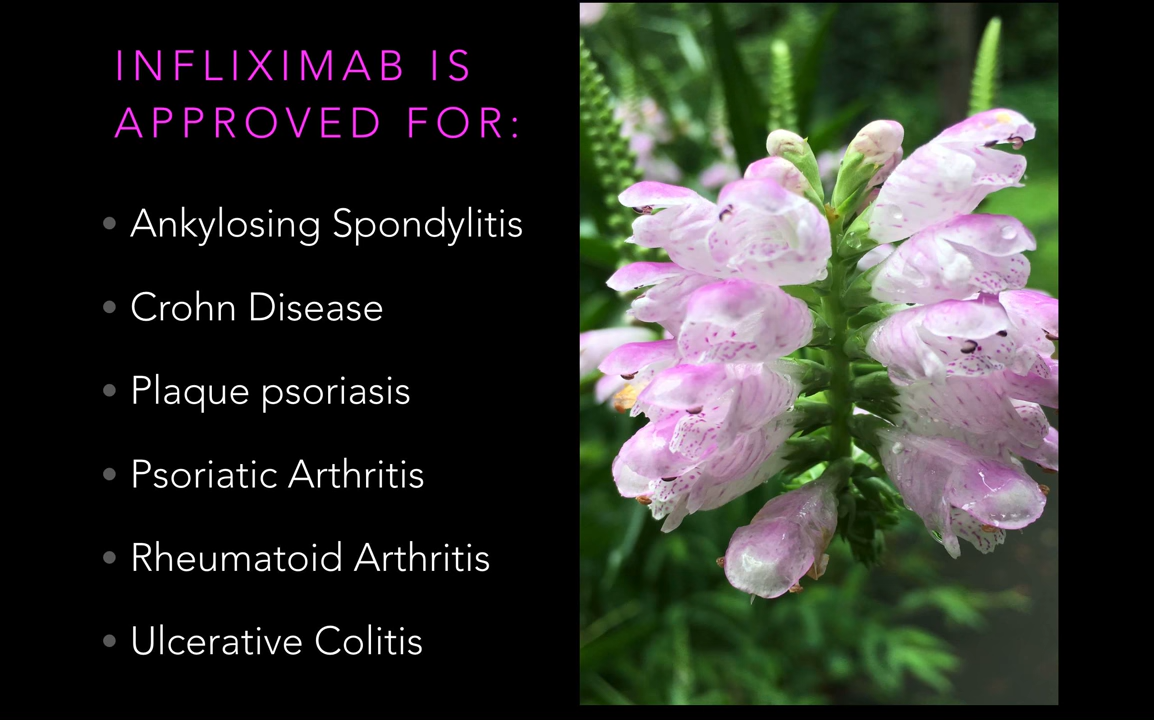 INFLIXIMAB IS
APPROVED FOR:
• Ankylosing Spondylitis
• Crohn Disease
• Plaque psoriasis
• Psoriatic Arthritis
• Rheumatoid Arthritis
• Ulcerative Colitis